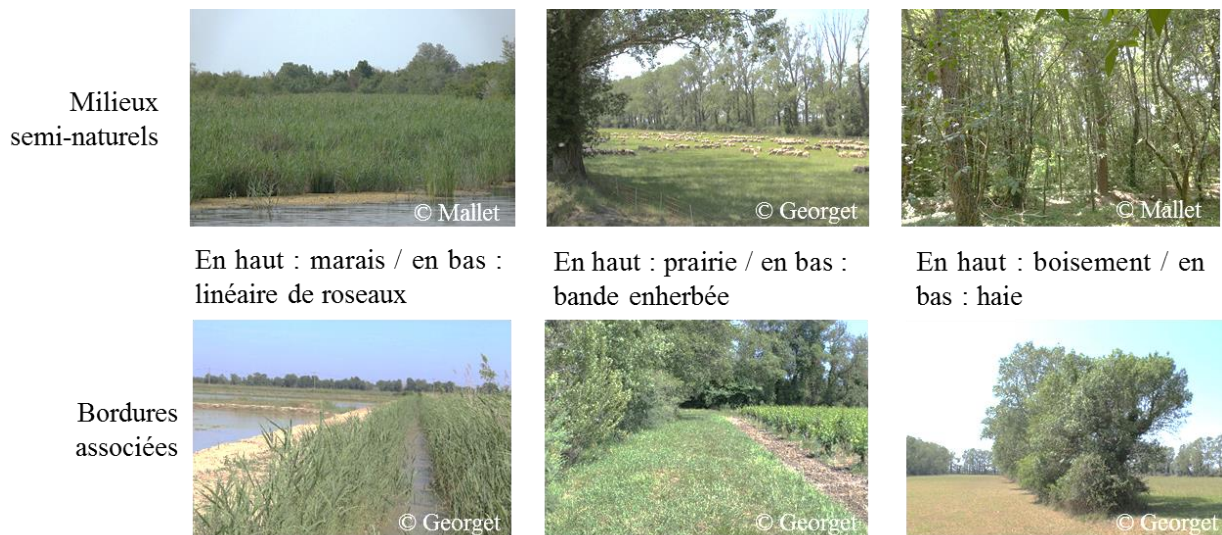 Milieux
semi-naturels
© Mallet
© Georget
© Mallet
En haut : marais / en bas :
linéaire de roseaux
En haut : prairie / en bas :
bande enherbée
En haut : boisement / en
bas : haie
Bordures
associées
© Georget
© Georget
© Georget